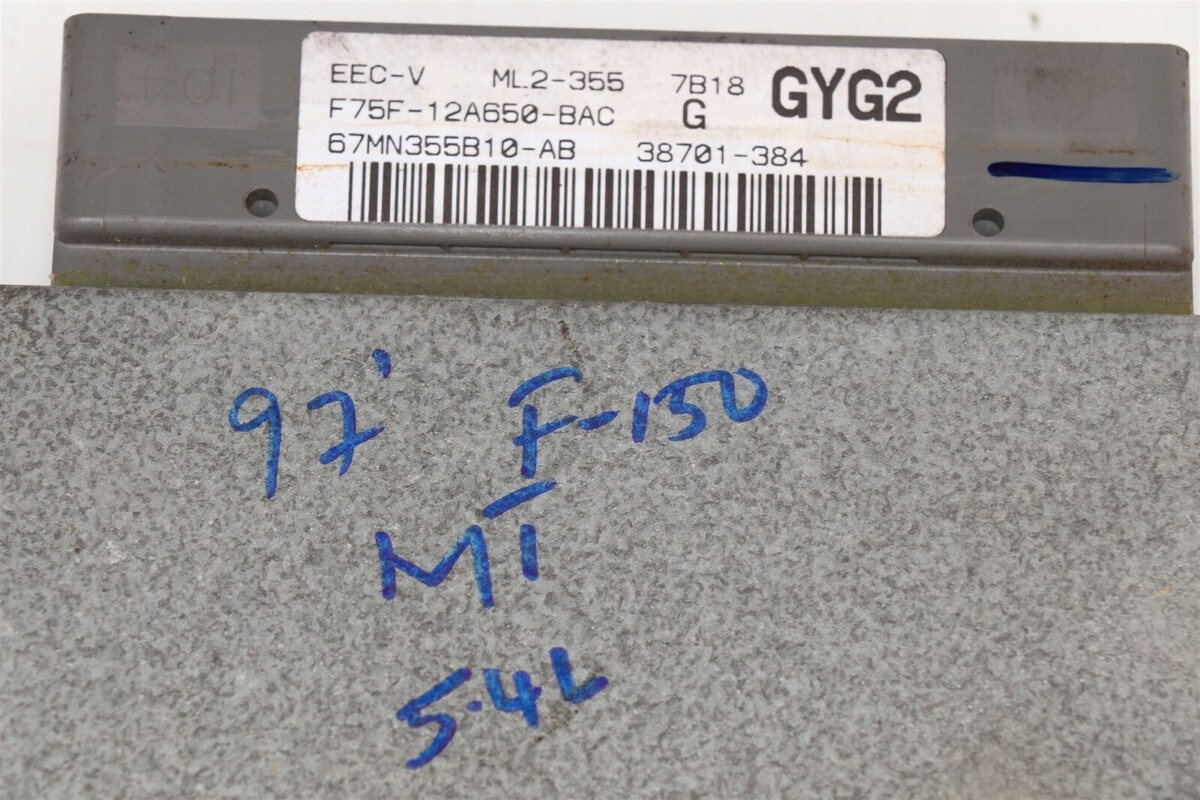 EEC-V ML2-355 7B18 GYG2
F75F-12A650-BAC G
67MN355B10-AB 38701-384
97' F-150
MT
5.4L